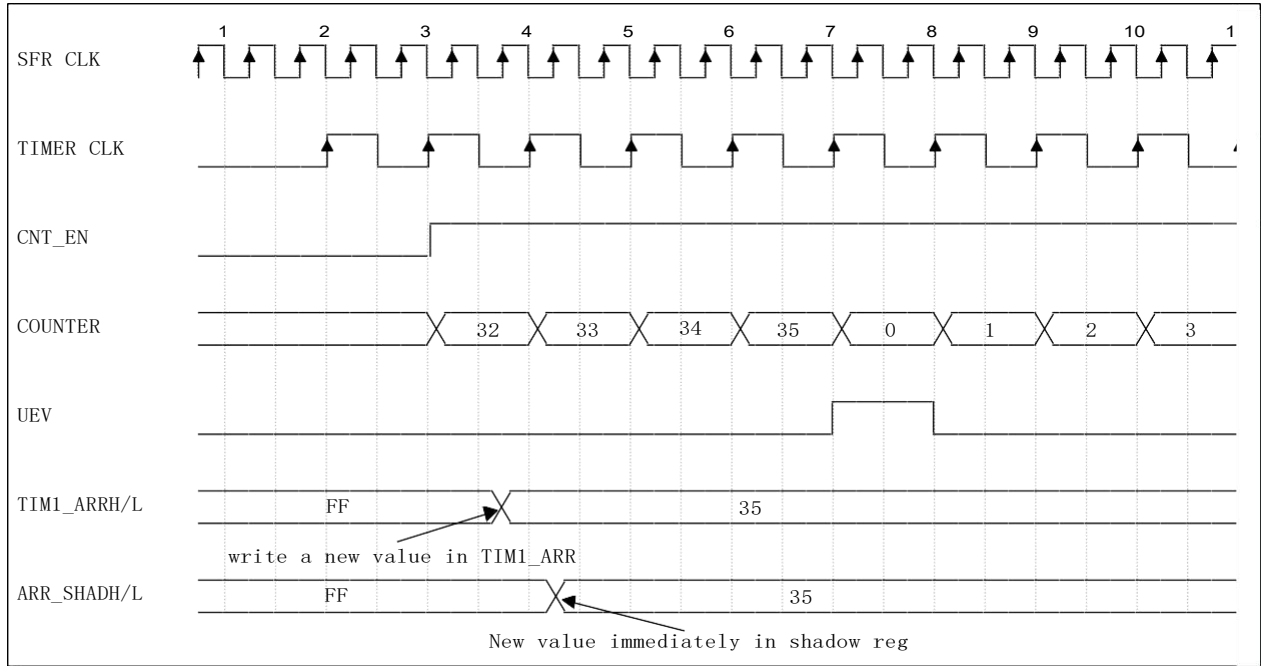 1 2 3 4 5 6 7 8 9 10 1
SFR CLK
TIMER CLK
CNT_EN
COUNTER 32 33 34 35 0 1 2 3
UEV
TIM1_ARRH/L FF 35
write a new value in TIM1_ARR
ARR_SHADH/L FF 35
New value immediately in shadow reg